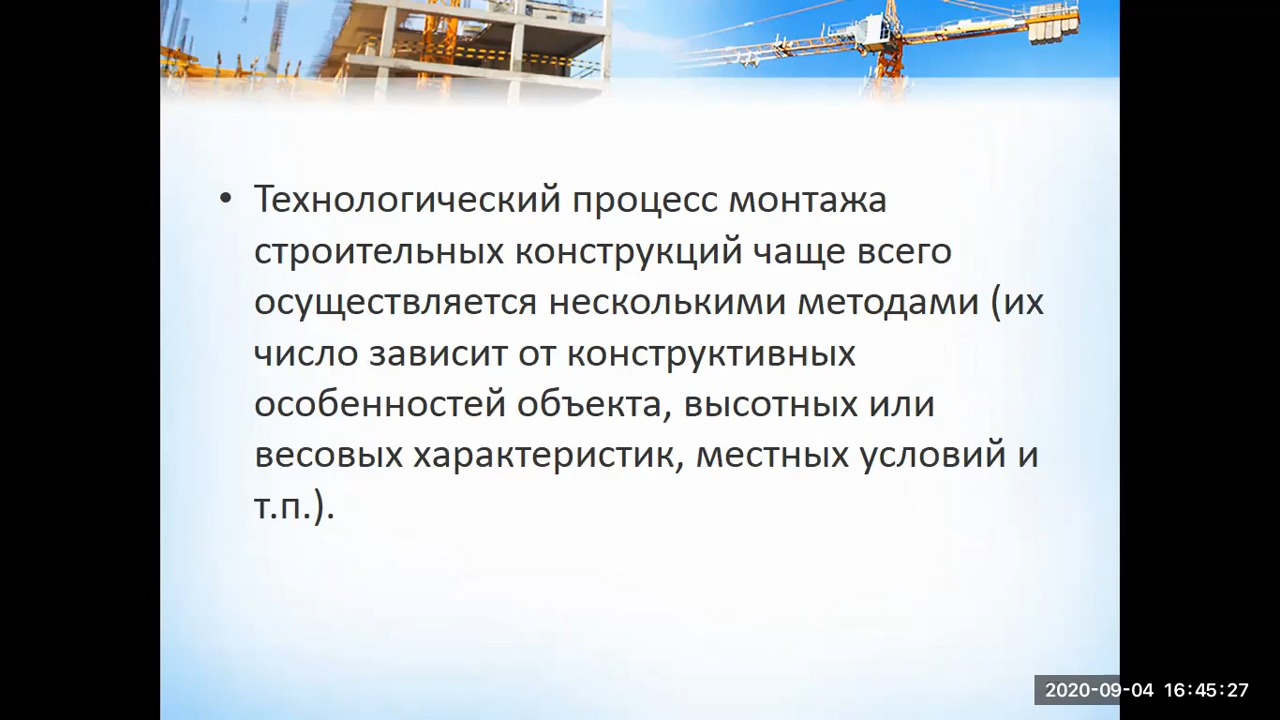 • Технологический процесс монтажа
строительных конструкций чаще всего
осуществляется несколькими методами (их
число зависит от конструктивных
особенностей объекта, высотных или
весовых характеристик, местных условий и
т.п.).
2020-09-04 16:45:27